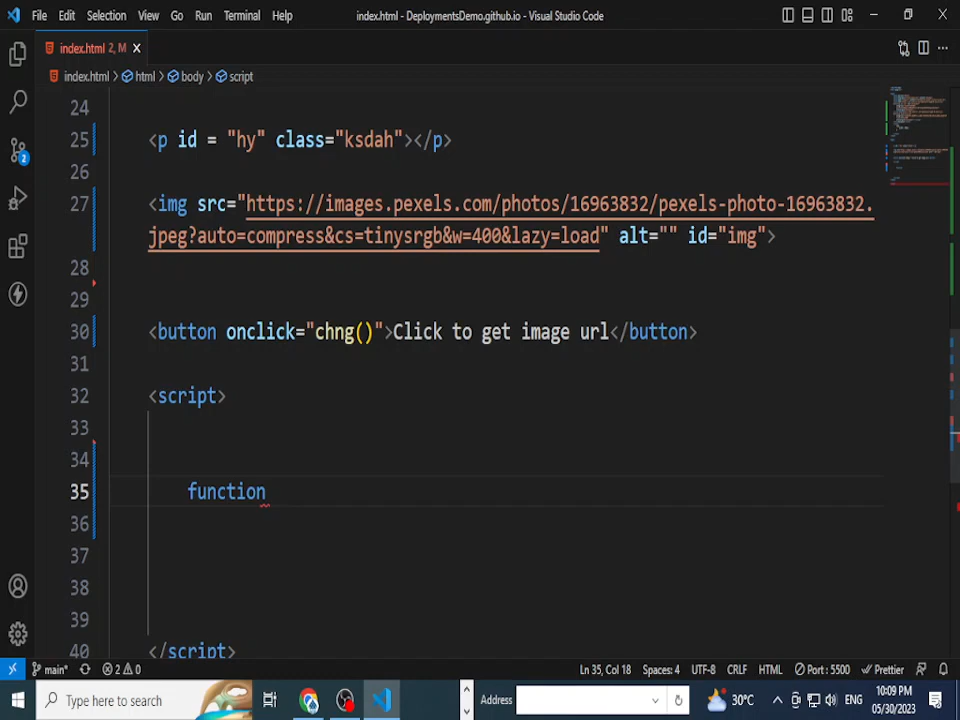 File Edit Selection View Go Run Terminal Help index.html - DeploymentsDemo.github.io - Visual Studio Code
index.html 2, M
index.html > html > body > script
24
25 <p id = "hy" class="ksdah"></p>
26
27 <img src="https://images.pexels.com/photos/16963832/pexels-photo-16963832.
jpeg?auto=compress&cs=tinysrgb&w=400&lazy=load" alt="" id="img">
28
29
30 <button onclick="chng()">Click to get image url</button>
31
32 <script>
33
34
35 function
36
37
38
39
40 </script>
2
main* 2 0 Ln 35, Col 18 Spaces: 4 UTF-8 CRLF HTML Port : 5500 Prettier
Type here to search Address 30°C ENG 10:09 PM
05/30/2023